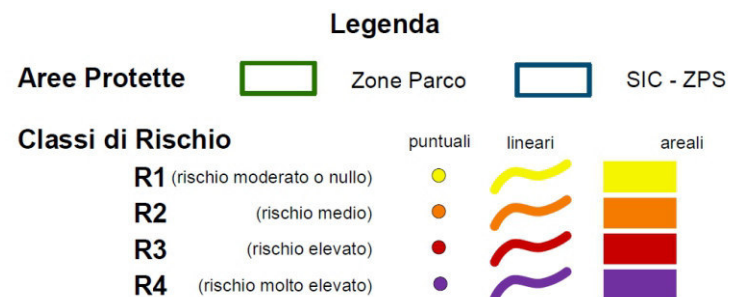 Legenda
Aree Protette Zone Parco SIC - ZPS
Classi di Rischio puntuali lineari areali
R1 (rischio moderato o nullo)
R2 (rischio medio)
R3 (rischio elevato)
R4 (rischio molto elevato)